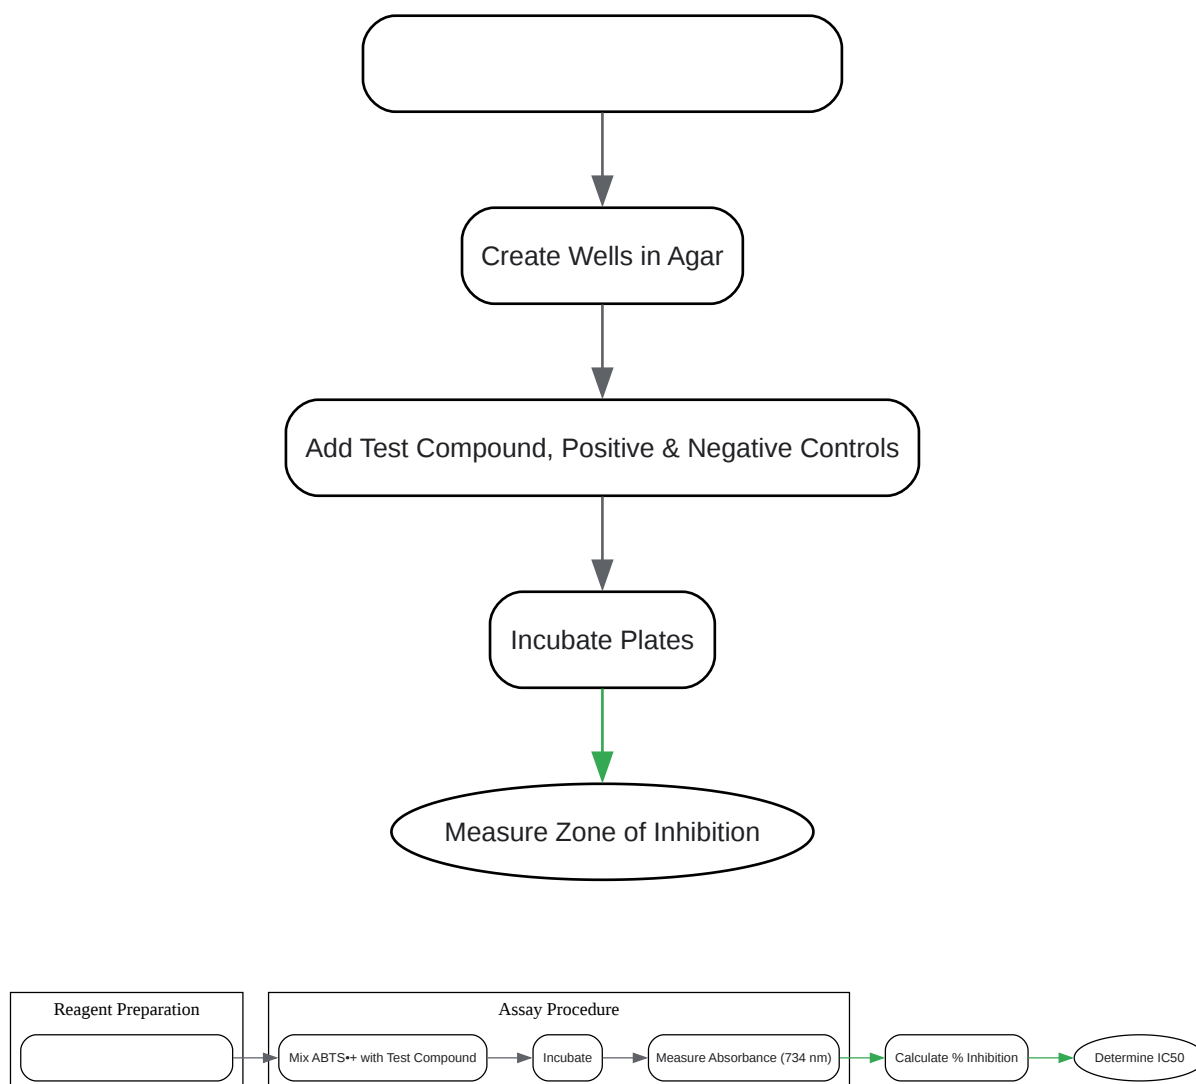 Create Wells in Agar
Add Test Compound, Positive & Negative Controls
Incubate Plates
Measure Zone of Inhibition
Reagent Preparation
Assay Procedure
Mix ABTS•+ with Test Compound
Incubate
Measure Absorbance (734 nm)
Calculate % Inhibition
Determine IC50